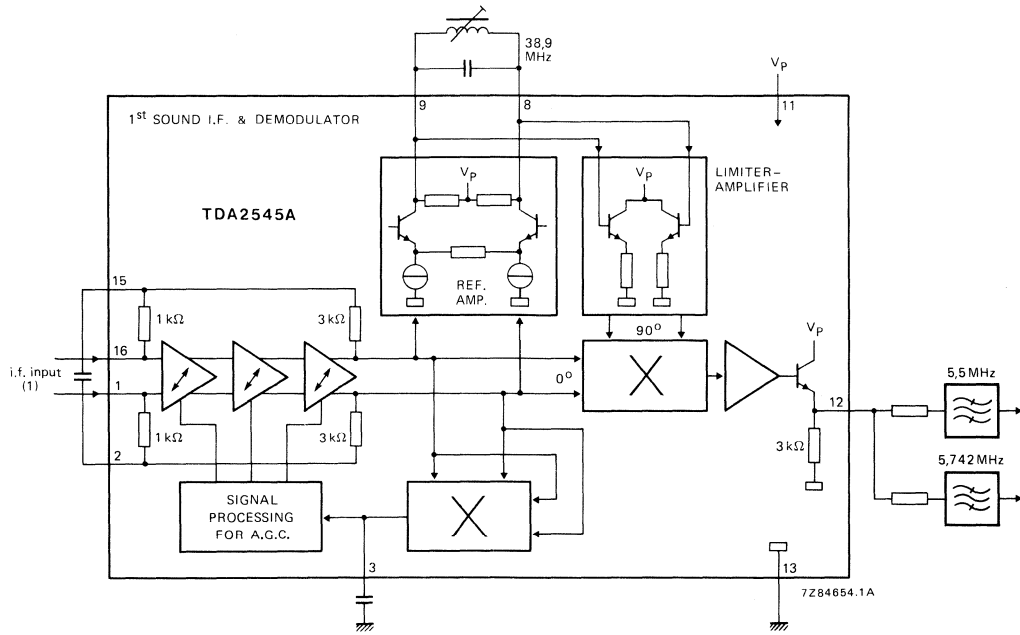 38,9
MHz
VP
9
8
11
1st SOUND I.F. & DEMODULATOR
VP
VP
LIMITER-
AMPLIFIER
TDA2545A
REF.
AMP.
15
1 kΩ
3 kΩ
90°
VP
16
i.f. input
(1)
0°
X
5,5 MHz
1
12
1 kΩ
3 kΩ
3 kΩ
2
5,742 MHz
SIGNAL
PROCESSING
FOR A.G.C.
X
3
13
7Z84654.1A